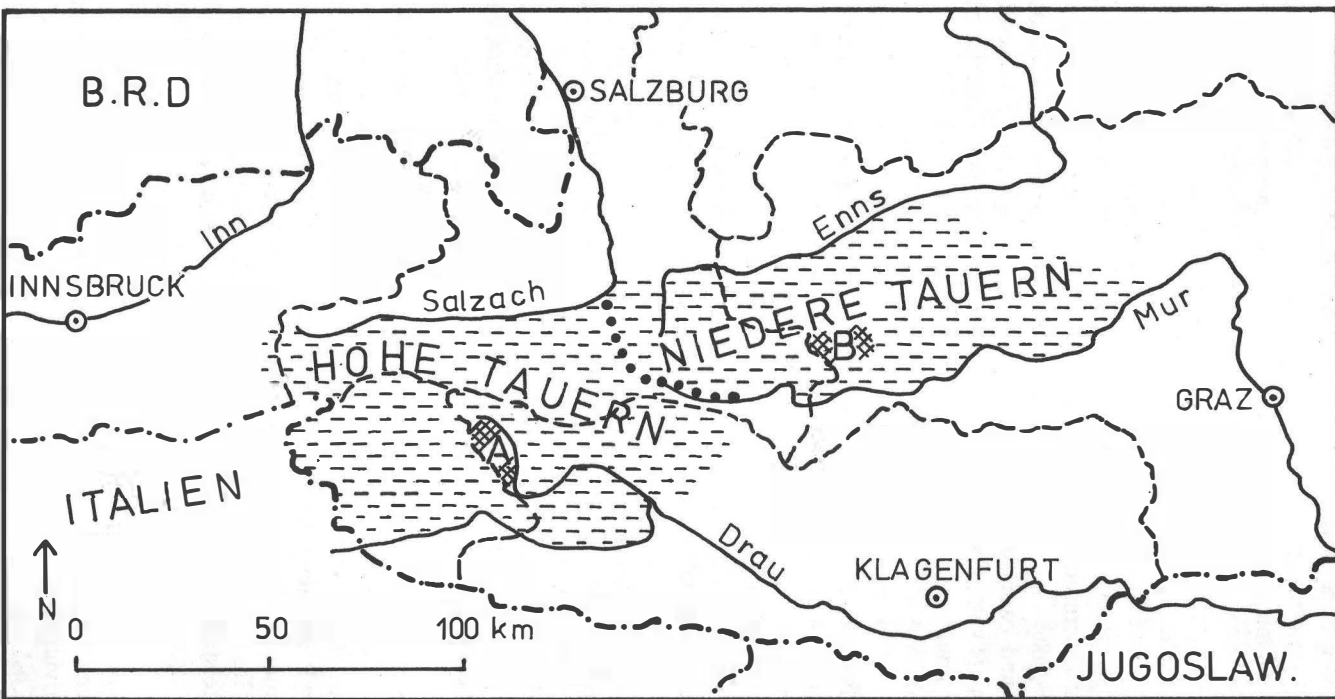 B.R.D
SALZBURG
Inn
Enns
INNSBRUCK
Salzach
NIEDERE TAUERN
Mur
HOHE TAUERN
B
GRAZ
A
ITALIEN
Drau
KLAGENFURT
N
0 50 100 km
JUGOSLAW.